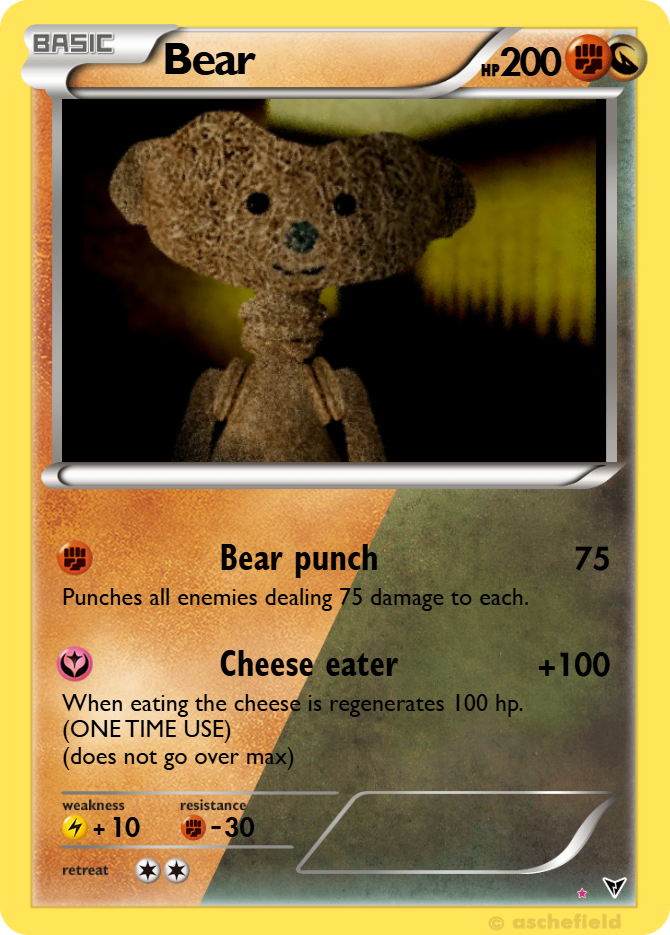 BASIC
Bear
HP 200
Bear punch 75
Punches all enemies dealing 75 damage to each.
Cheese eater +100
When eating the cheese is regenerates 100 hp.
(ONE TIME USE)
(does not go over max)
weakness resistance
+ 10 -30
retreat
© aschefield